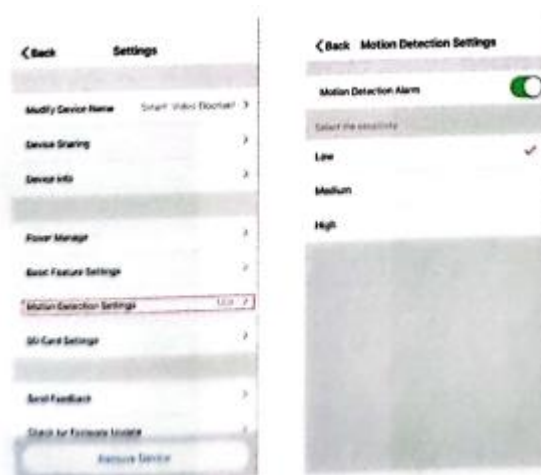 Back Settings
Modify Device Name Smart Video Doorbell
Device Sharing
Device Info
Power Manage
Basic Feature Settings
Motion Detection Settings Low
SD Card Settings
Send Feedback
Check for Firmware Update
Remove Device
Back Motion Detection Settings
Motion Detection Alarm
Select the sensitivity
Low
Medium
High